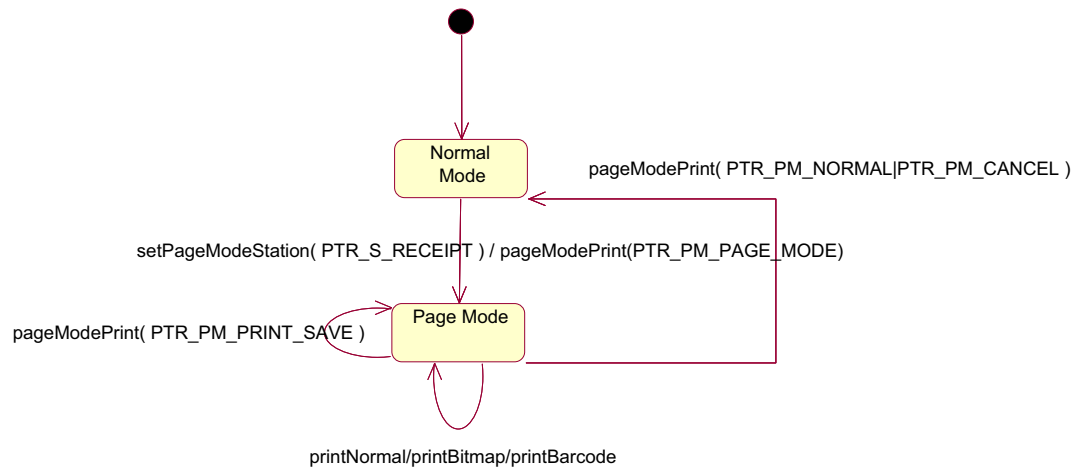 Normal
Mode
pageModePrint( PTR_PM_NORMAL|PTR_PM_CANCEL )
setPageModeStation( PTR_S_RECEIPT ) / pageModePrint(PTR_PM_PAGE_MODE)
Page Mode
pageModePrint( PTR_PM_PRINT_SAVE )
printNormal/printBitmap/printBarcode